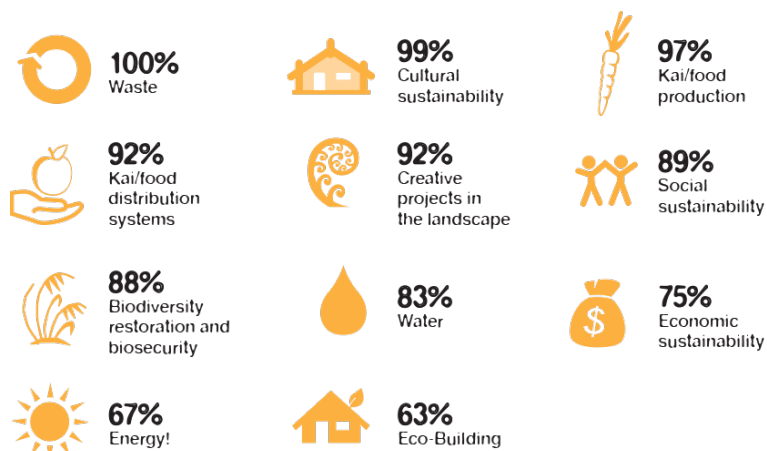 100%
Waste
99%
Cultural
sustainability
97%
Kai/food
production
92%
Kai/food
distribution
systems
92%
Creative
projects in
the landscape
89%
Social
sustainability
88%
Biodiversity
restoration and
biosecurity
83%
Water
$
75%
Economic
sustainability
67%
Energy!
63%
Eco-Building